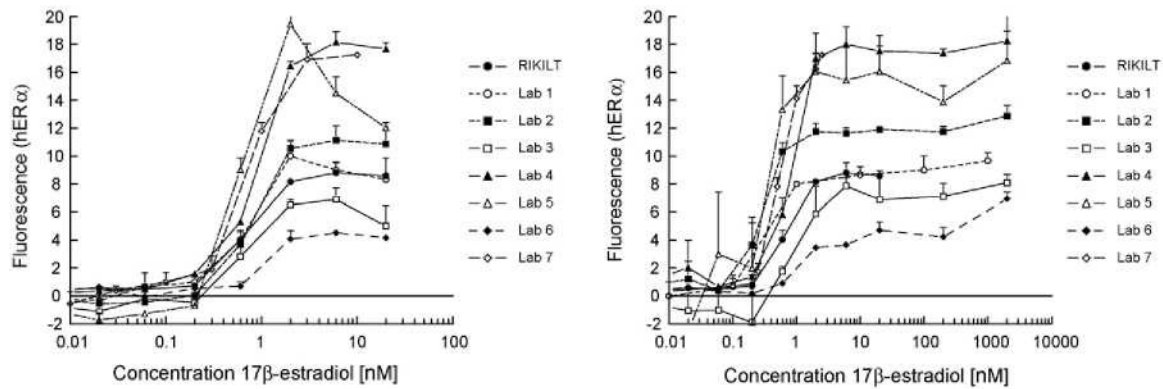 20
18
16
14
12
10
8
6
4
2
0
-2
Fluorescence (hERα)
0.01 0.1 1 10 100
Concentration 17β-estradiol [nM]
RIKILT
Lab 1
Lab 2
Lab 3
Lab 4
Lab 5
Lab 6
Lab 7
20
18
16
14
12
10
8
6
4
2
0
-2
Fluorescence (hERα)
0.01 0.1 1 10 100 1000 10000
Concentration 17β-estradiol [nM]
RIKILT
Lab 1
Lab 2
Lab 3
Lab 4
Lab 5
Lab 6
Lab 7